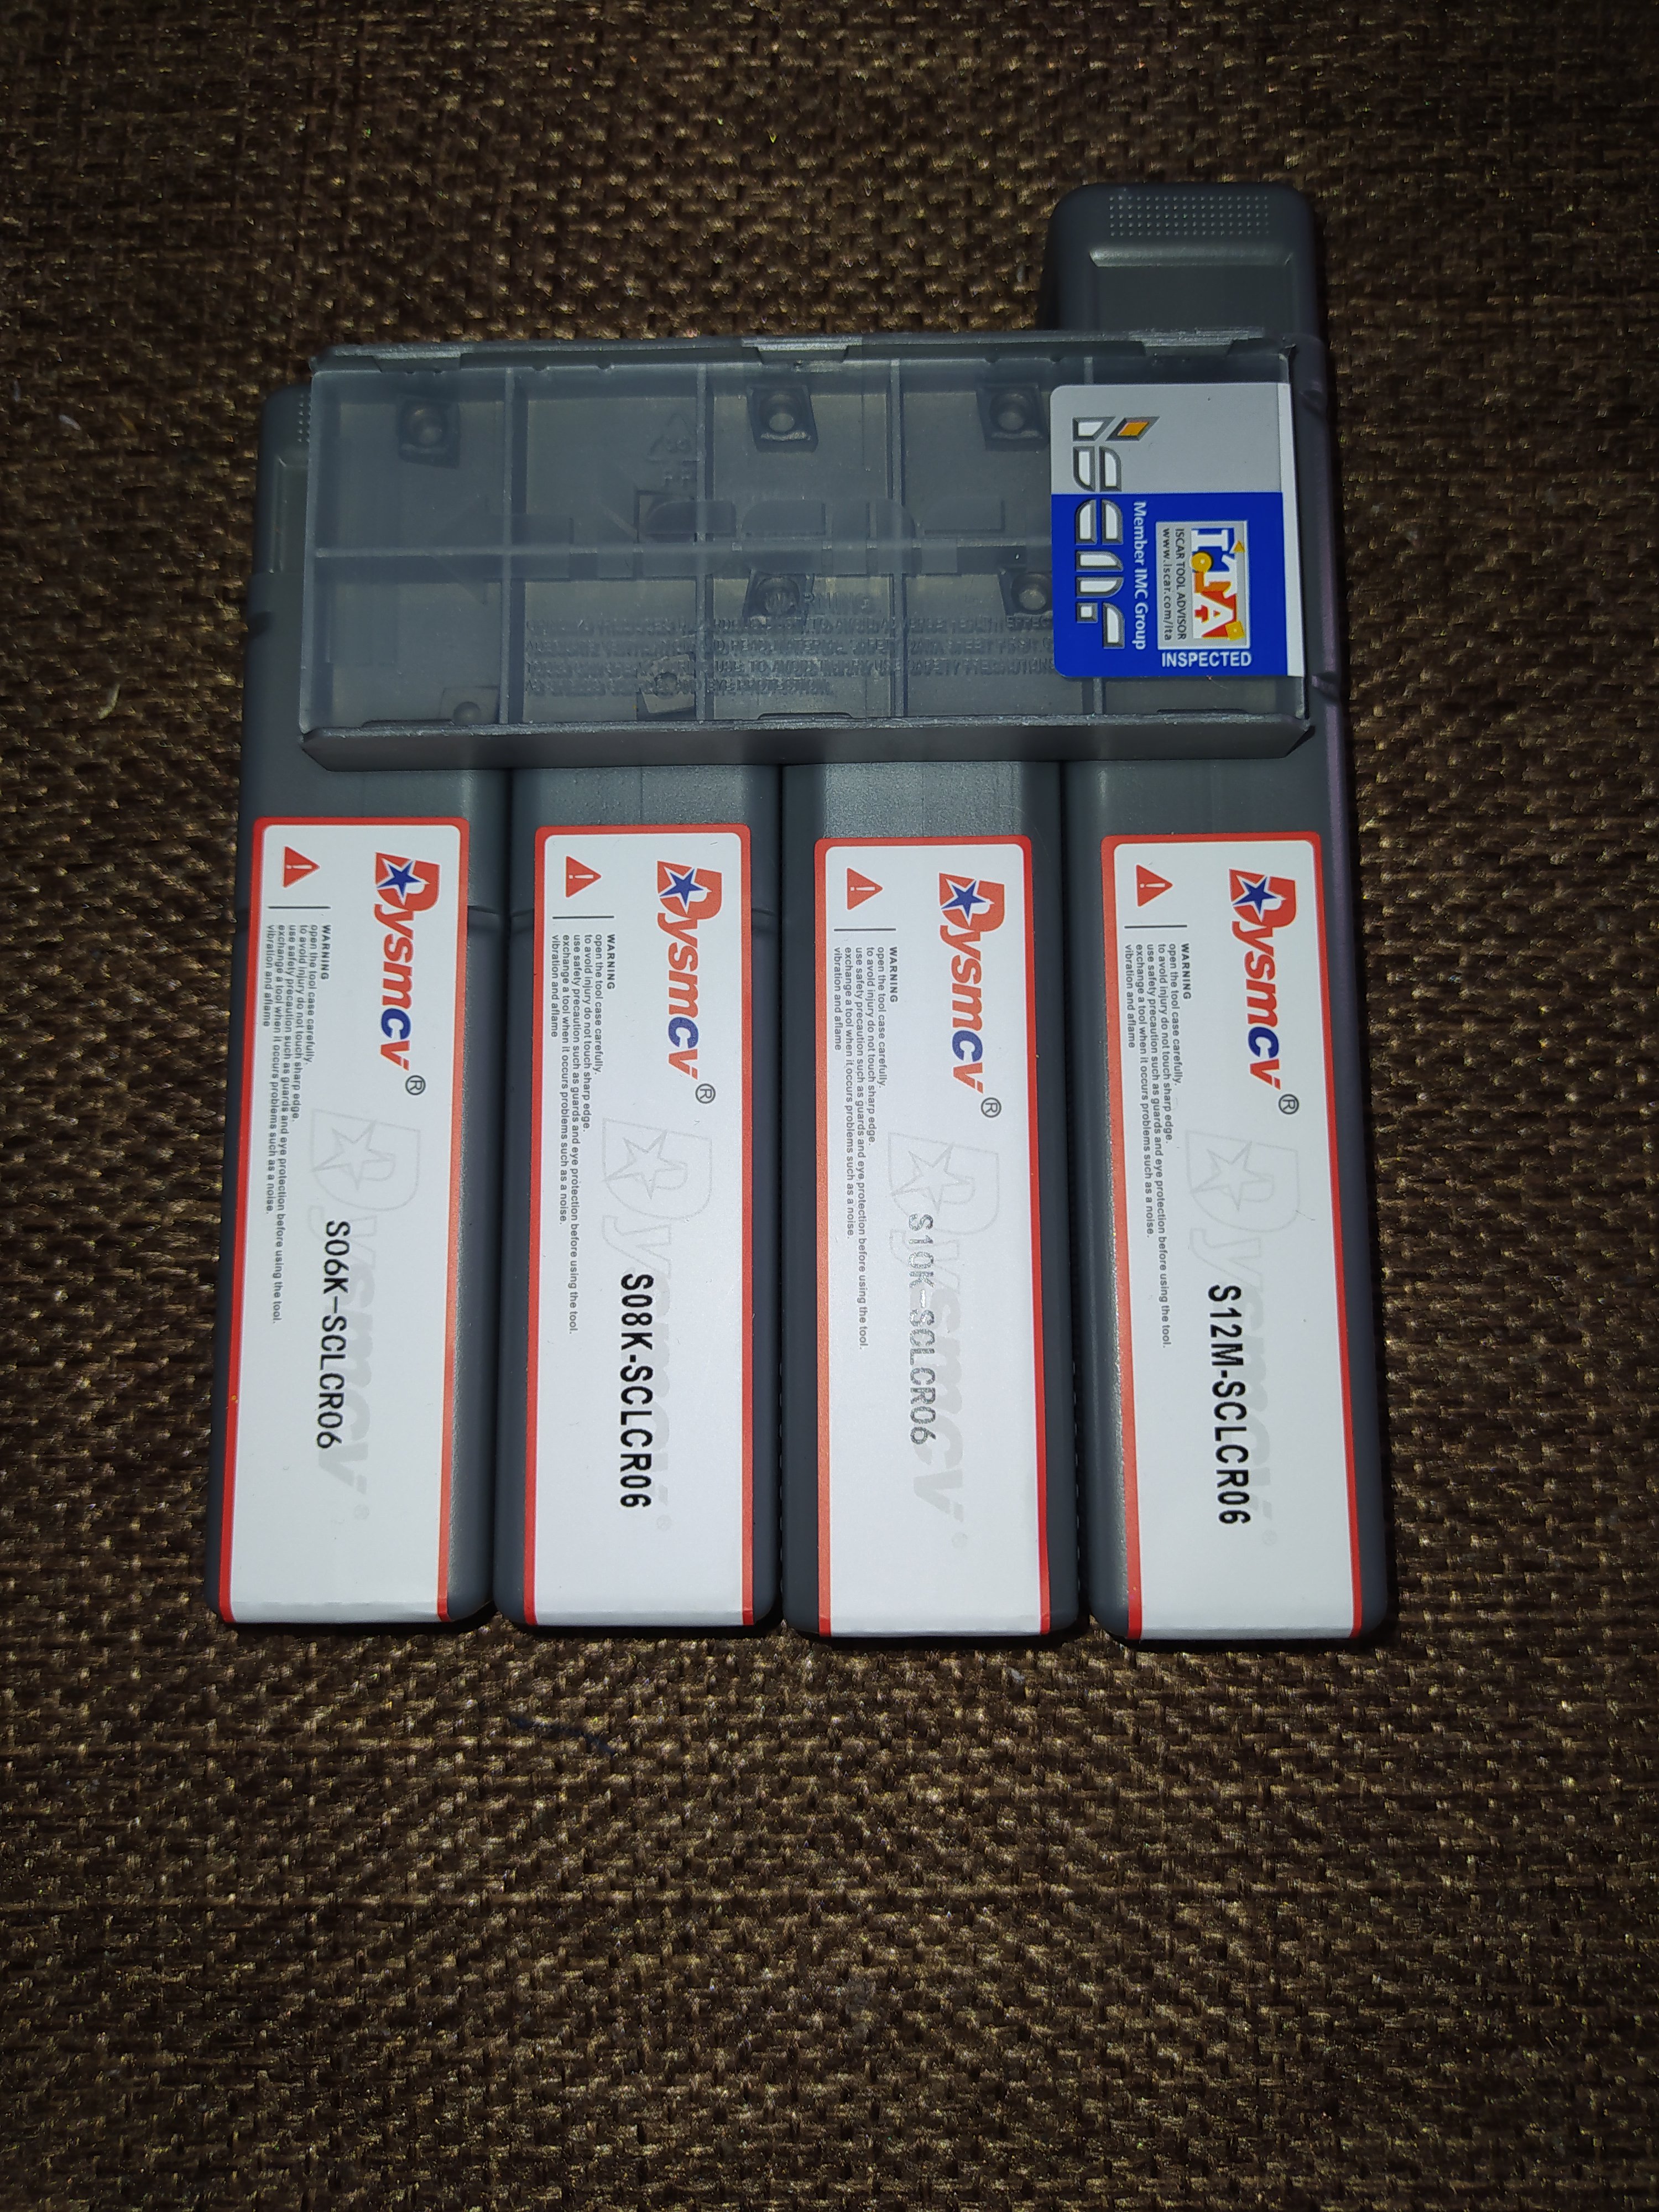 iscar
Member IMC Group
ITA
ISCAR TOOL ADVISOR
www.iscar.com/ita
INSPECTED
WARNING
Dysmcv®
WARNING
open the tool case carefully.
to avoid injury do not touch sharp edge.
use safety precaution such as guards and eye protection before using the tool.
exchange a tool when it occurs problems such as a noise.
vibration and aflame
Dysmcv®
S06K-SCLCR06
Dysmcv®
WARNING
open the tool case carefully.
to avoid injury do not touch sharp edge.
use safety precaution such as guards and eye protection before using the tool.
exchange a tool when it occurs problems such as a noise.
vibration and aflame
Dysmcv®
S08K-SCLCR06
Dysmcv®
WARNING
open the tool case carefully.
to avoid injury do not touch sharp edge.
use safety precaution such as guards and eye protection before using the tool.
exchange a tool when it occurs problems such as a noise.
vibration and aflame
Dysmcv®
S10K-SCLCR06
Dysmcv®
WARNING
open the tool case carefully.
to avoid injury do not touch sharp edge.
use safety precaution such as guards and eye protection before using the tool.
exchange a tool when it occurs problems such as a noise.
vibration and aflame
Dysmcv®
S12M-SCLCR06